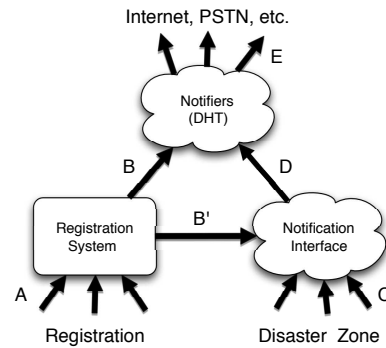 Internet, PSTN, etc.
E
Notifiers
(DHT)
B
D
Registration
System
B'
Notification
Interface
A
C
Registration
Disaster Zone